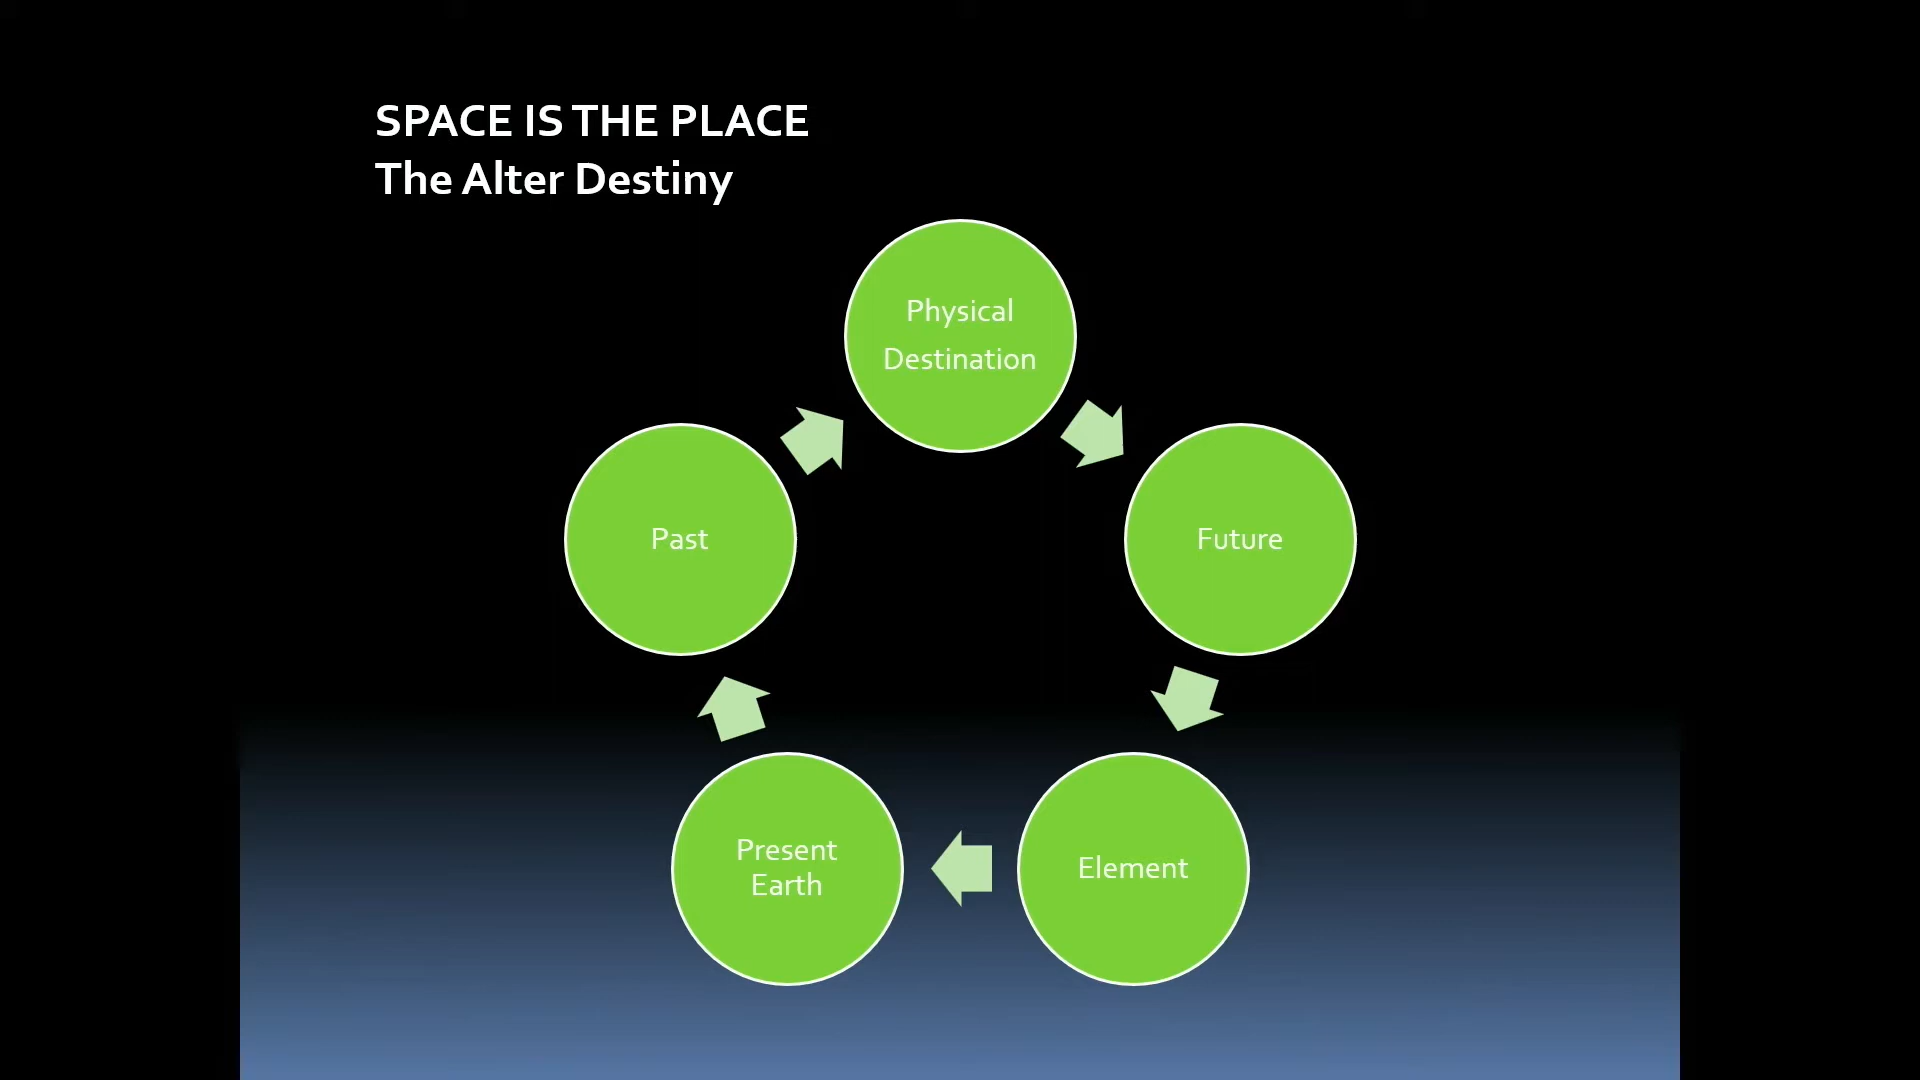 SPACE IS THE PLACE
The Alter Destiny
Physical
Destination
Future
Element
Present
Earth
Past